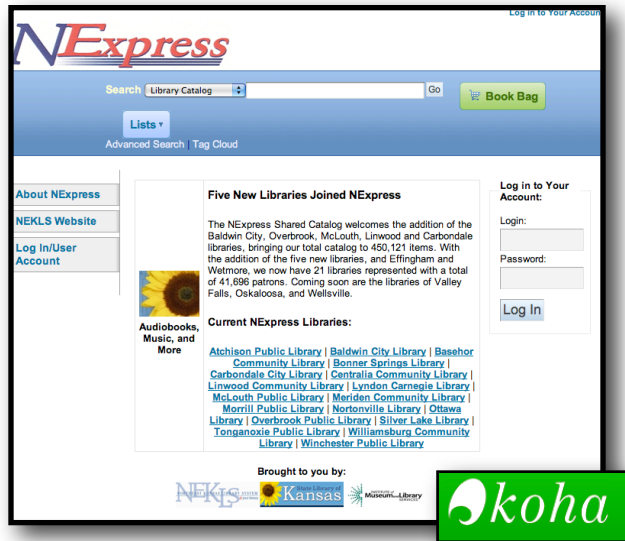 Log in to Your Accoun
NExpress
Search Library Catalog Go Book Bag
Lists
Advanced Search | Tag Cloud
About NExpress
NEKLS Website
Log In/User
Account
Audiobooks,
Music, and
More
Five New Libraries Joined NExpress
The NExpress Shared Catalog welcomes the addition of the
Baldwin City, Overbrook, McLouth, Linwood and Carbondale
libraries, bringing our total catalog to 450,121 items. With
the addition of the five new libraries, and Effingham and
Wetmore, we now have 21 libraries represented with a total
of 41,696 patrons. Coming soon are the libraries of Valley
Falls, Oskaloosa, and Wellsville.
Current NExpress Libraries:
Atchison Public Library | Baldwin City Library | Basehor
Community Library | Bonner Springs Library |
Carbondale City Library | Centralia Community Library |
Linwood Community Library | Lyndon Carnegie Library |
McLouth Public Library | Meriden Community Library |
Morrill Public Library | Nortonville Library | Ottawa
Library | Overbrook Public Library | Silver Lake Library |
Tonganoxie Public Library | Williamsburg Community
Library | Winchester Public Library
Log in to Your
Account:
Login:
Password:
Log In
Brought to you by:
NEKLS
State Library of
Kansas
Museum and Library
koha